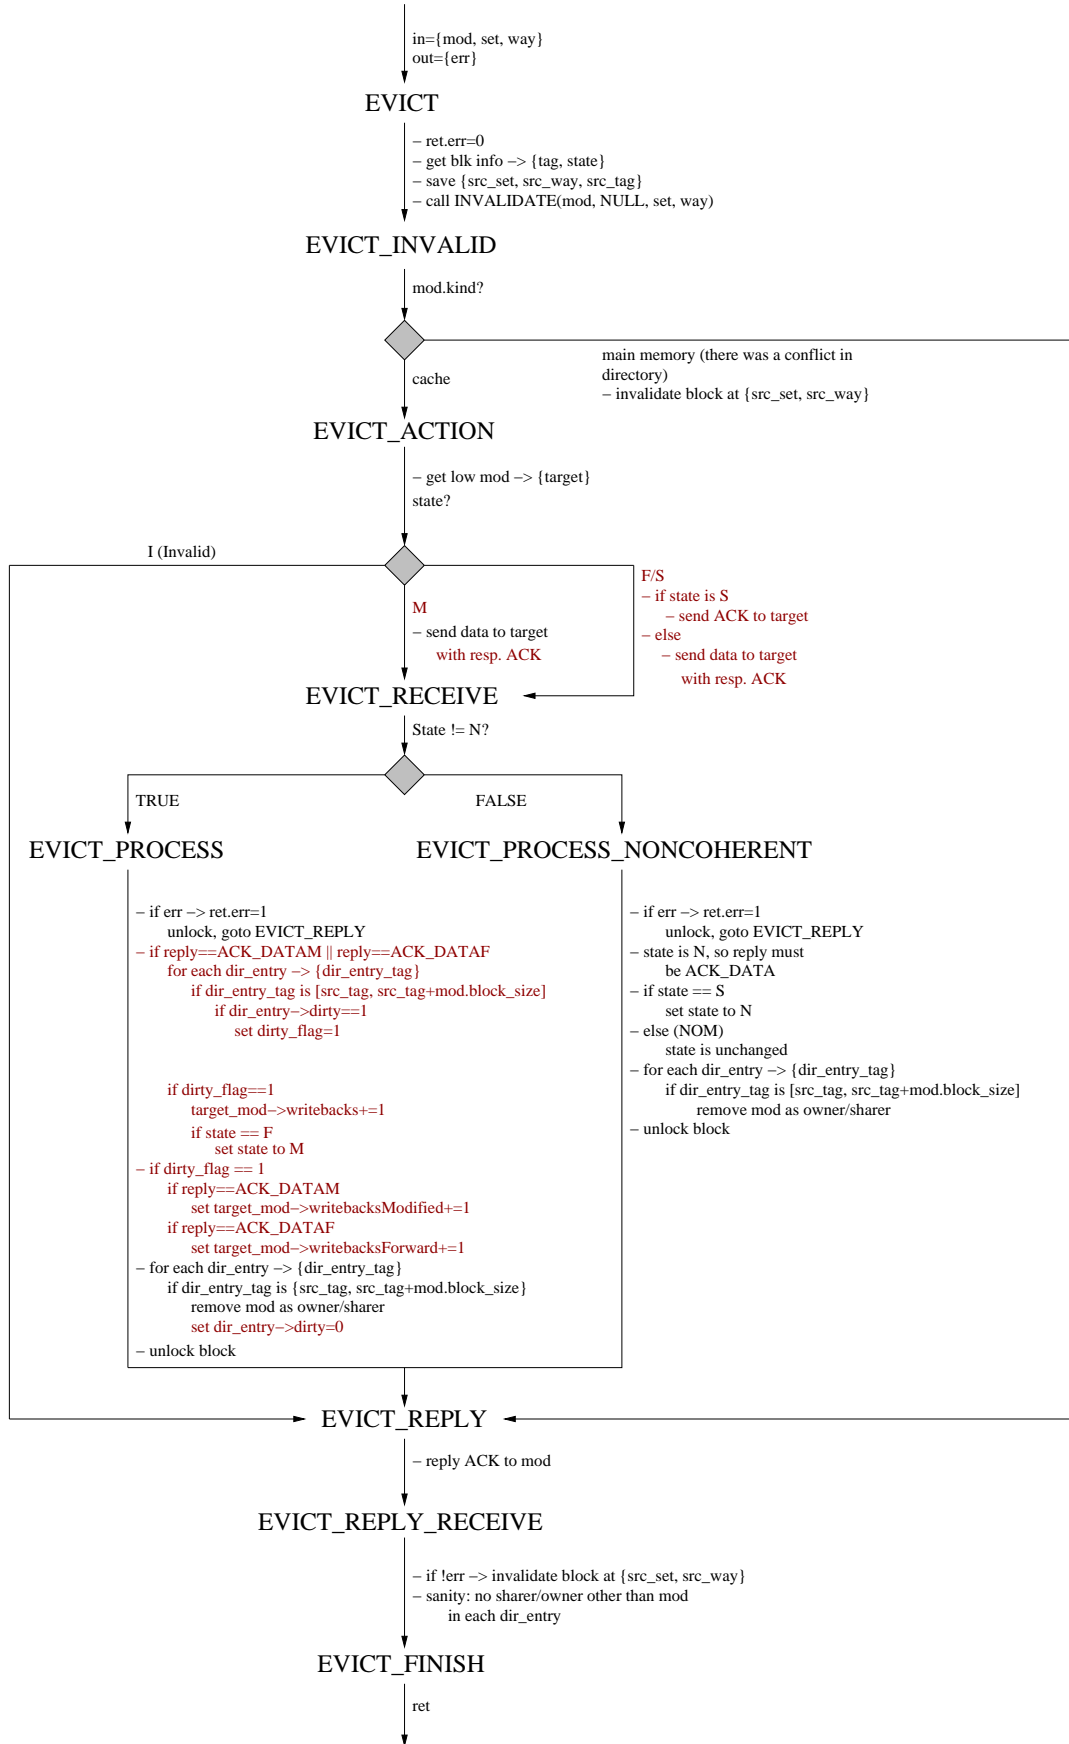 in={mod, set, way}
out={err}
EVICT
– ret.err=0
– get blk info –> {tag, state}
– save {src_set, src_way, src_tag}
– call INVALIDATE(mod, NULL, set, way)
EVICT_INVALID
mod.kind?
main memory (there was a conflict in
directory)
– invalidate block at {src_set, src_way}
cache
EVICT_ACTION
– get low mod –> {target}
state?
I (Invalid)
M
– send data to target
with resp. ACK
F/S
– if state is S
– send ACK to target
– else
– send data to target
with resp. ACK
EVICT_RECEIVE
State != N?
TRUE
FALSE
EVICT_PROCESS
EVICT_PROCESS_NONCOHERENT
– if err –> ret.err=1
unlock, goto EVICT_REPLY
– if reply==ACK_DATAM || reply==ACK_DATAF
for each dir_entry –> {dir_entry_tag}
if dir_entry_tag is [src_tag, src_tag+mod.block_size]
if dir_entry–>dirty==1
set dirty_flag=1
if dirty_flag==1
target_mod–>writebacks+=1
if state == F
set state to M
– if dirty_flag == 1
if reply==ACK_DATAM
set target_mod–>writebacksModified+=1
if reply==ACK_DATAF
set target_mod–>writebacksForward+=1
– for each dir_entry –> {dir_entry_tag}
if dir_entry_tag is {src_tag, src_tag+mod.block_size}
remove mod as owner/sharer
set dir_entry–>dirty=0
– unlock block
– if err –> ret.err=1
unlock, goto EVICT_REPLY
– state is N, so reply must
be ACK_DATA
– if state == S
set state to N
– else (NOM)
state is unchanged
– for each dir_entry –> {dir_entry_tag}
if dir_entry_tag is [src_tag, src_tag+mod.block_size]
remove mod as owner/sharer
– unlock block
EVICT_REPLY
– reply ACK to mod
EVICT_REPLY_RECEIVE
– if !err –> invalidate block at {src_set, src_way}
– sanity: no sharer/owner other than mod
in each dir_entry
EVICT_FINISH
ret